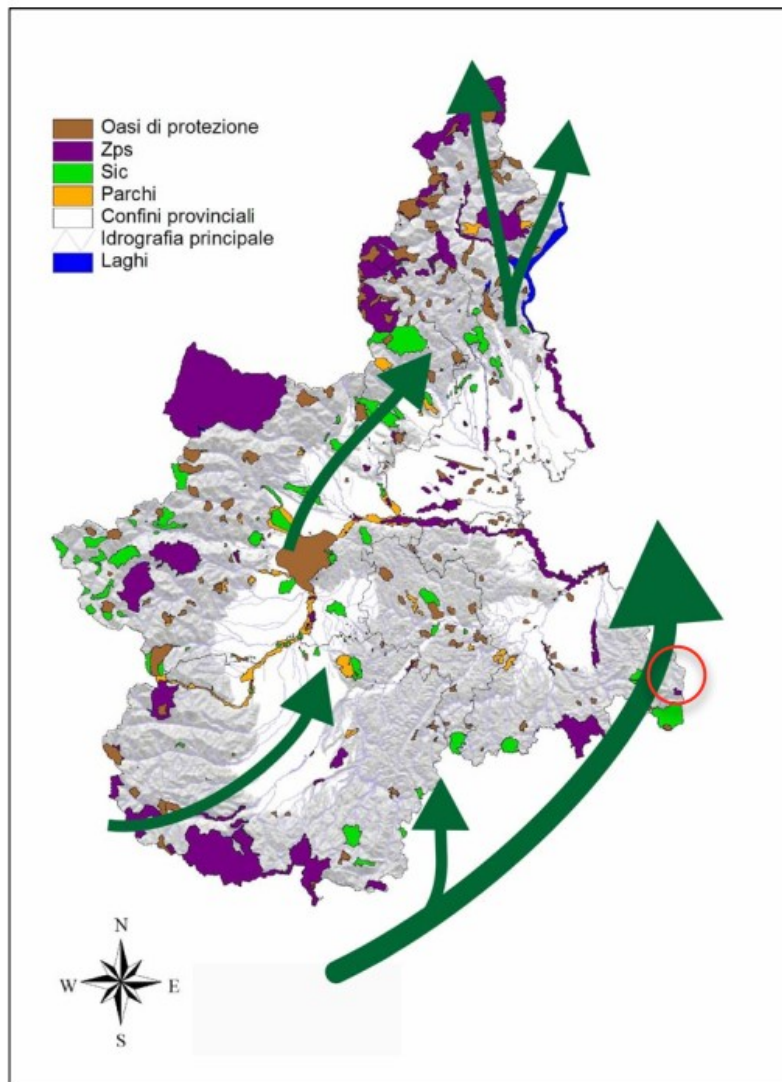 Oasi di protezione
Zps
Sic
Parchi
Confini provinciali
Idrografia principale
Laghi
N
W E
S